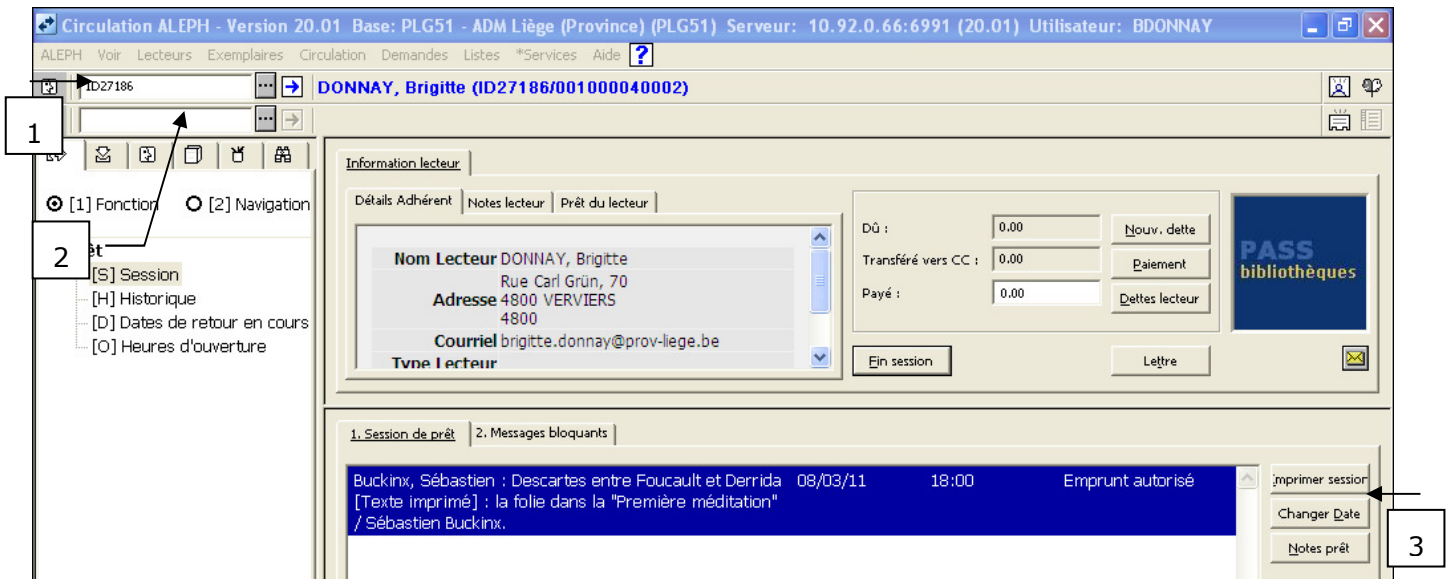 Circulation ALEPH - Version 20.01 Base: PLG51 - ADM Liège (Province) (PLG51) Serveur: 10.92.0.66:6991 (20.01) Utilisateur: BDONNAY
ALEPH Voir Lecteurs Exemplaires Circulation Demandes Listes *Services Aide ?
ID27186 ... DONNAY, Brigitte (ID27186/001000040002)
1
...
[1] Fonction [2] Navigation
2
[S] Session
[H] Historique
[D] Dates de retour en cours
[O] Heures d'ouverture
Information lecteur
Détails Adhérent Notes lecteur Prêt du lecteur
Nom Lecteur DONNAY, Brigitte
Rue Carl Grün, 70
Adresse 4800 VERVIERS
4800
Courriel brigitte.donnay@prov-liege.be
Type Lecteur
Dû : 0.00 Nouv. dette
Transféré vers CC : 0.00 Paiement
Payé : 0.00 Dettes lecteur
Fin session Lettre
PASS
bibliothèques
1. Session de prêt 2. Messages bloquants
Buckinx, Sébastien : Descartes entre Foucault et Derrida 08/03/11 18:00 Emprunt autorisé
[Texte imprimé] : la folie dans la "Première méditation"
/ Sébastien Buckinx.
Imprimer session
Changer Date
Notes prêt
3